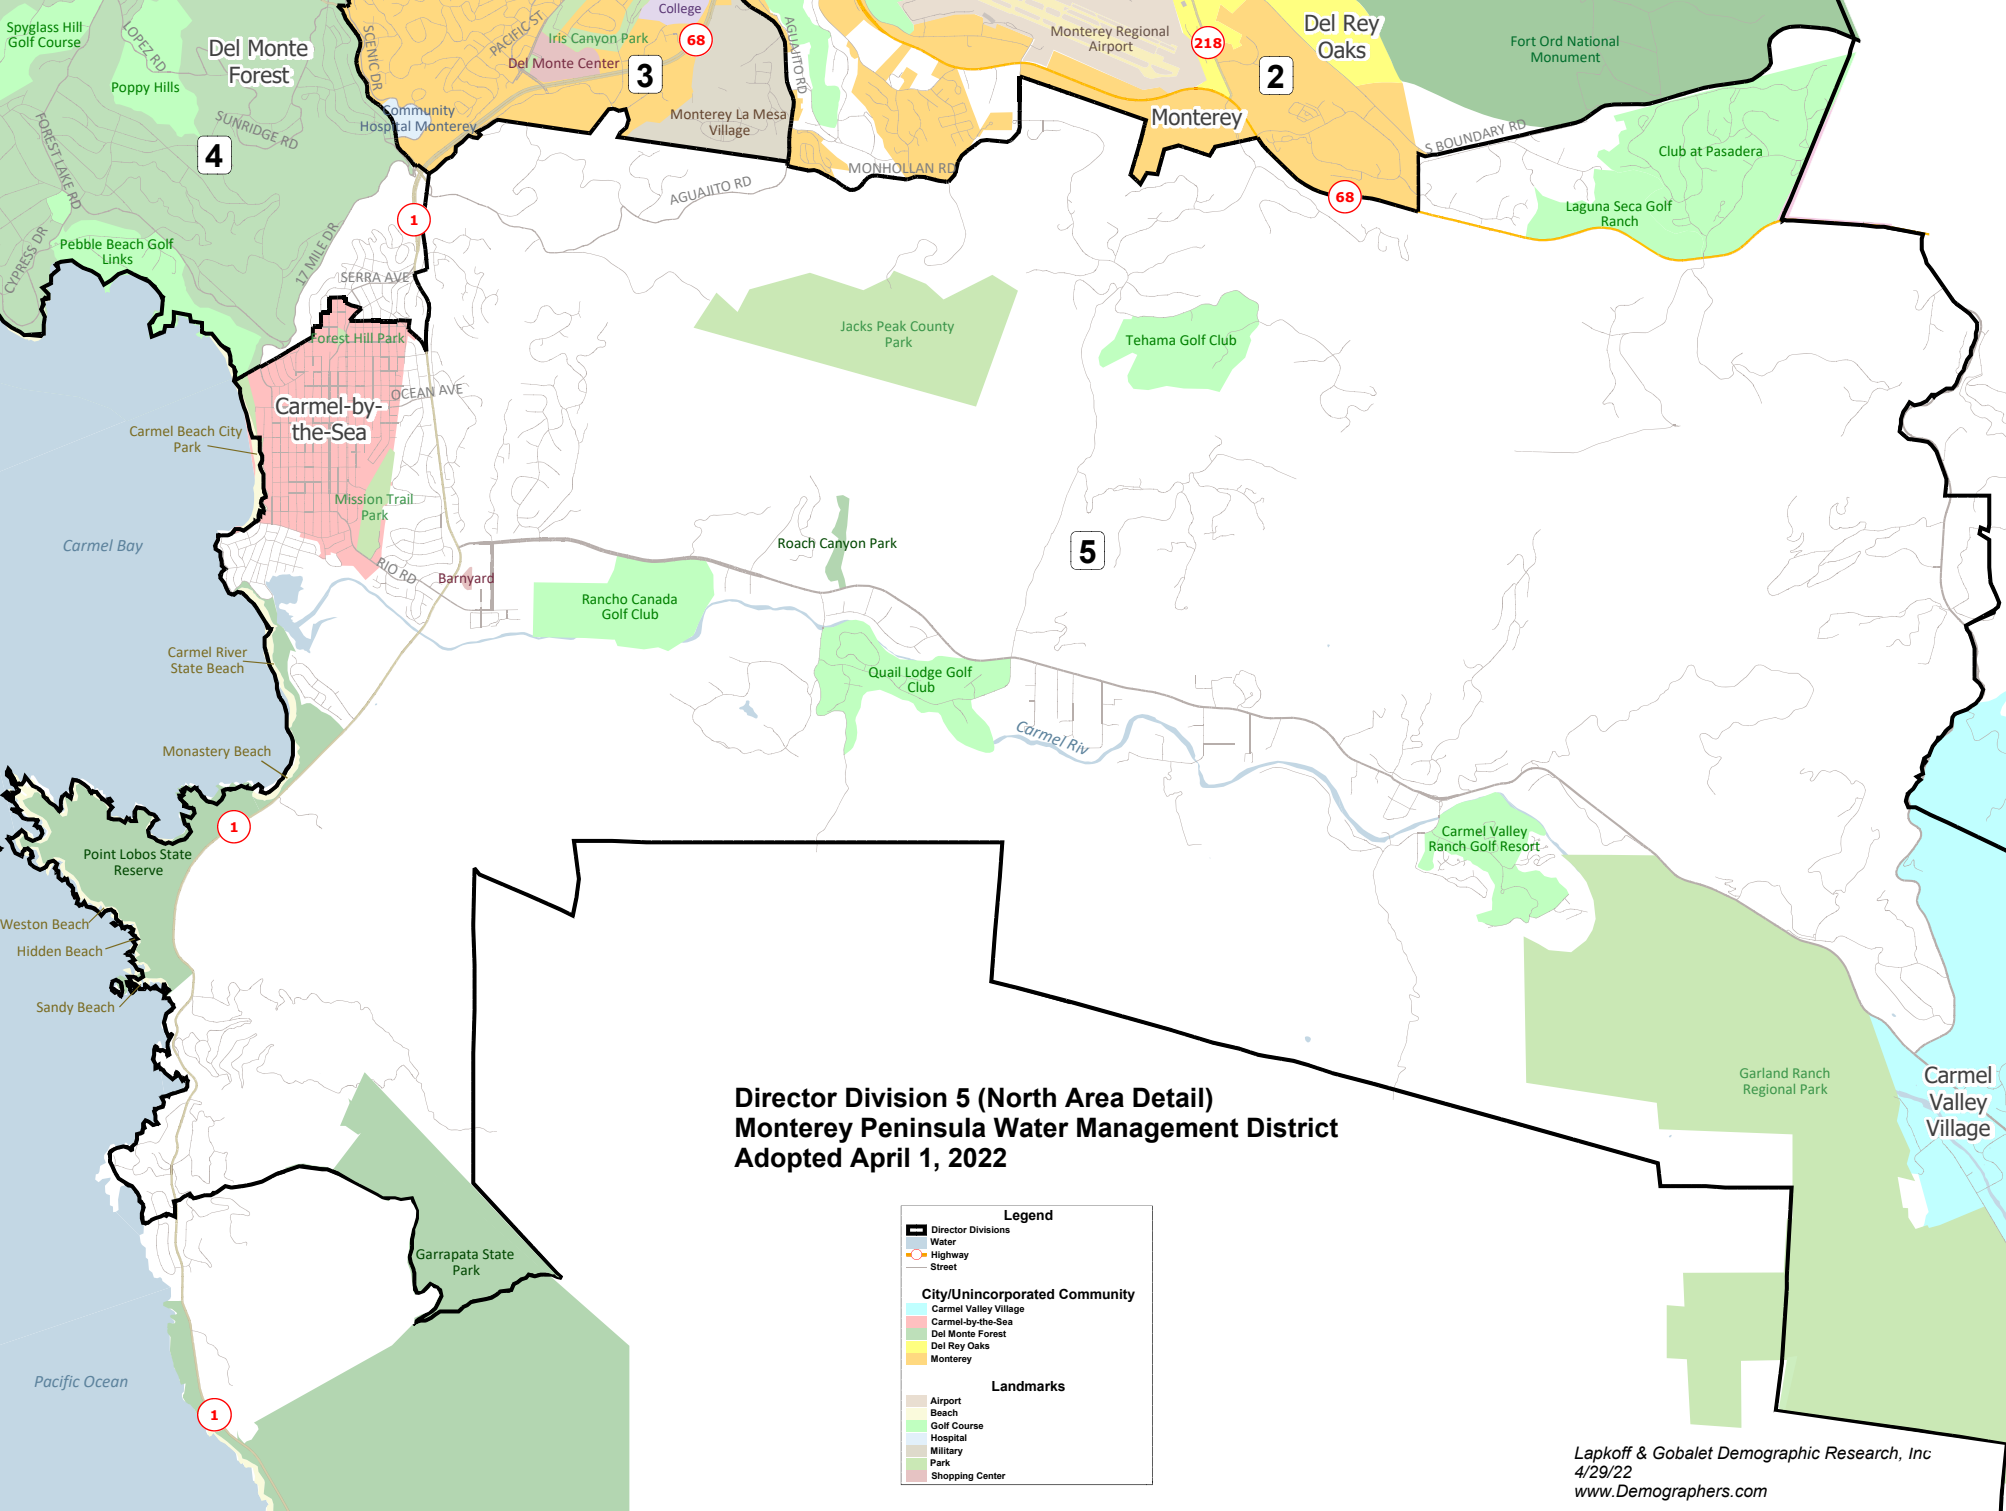 Spyglass Hill
Golf Course
LOPEZ RD
Del Monte
Forest
Poppy Hills
SUNRIDGE RD
FOREST LAKE RD
4
SCENIC DR
PACIFIC ST
College
Iris Canyon Park
Del Monte Center
68
3
Community
Hospital Monterey
Monterey La Mesa
Village
AGUAJITO RD
Monterey Regional
Airport
218
2
Del Rey
Oaks
Fort Ord National
Monument
Monterey
S BOUNDARY RD
Club at Pasadera
MONHOLLAN RD
AGUAJITO RD
68
Laguna Seca Golf
Ranch
1
CYPRESS DR
Pebble Beach Golf
Links
17 MILE DR
SERRA AVE
Forest Hill Park
Jacks Peak County
Park
Tehama Golf Club
OCEAN AVE
Carmel-by-
the-Sea
Carmel Beach City
Park
Mission Trail
Park
Carmel Bay
RIO RD
Barnyard
Roach Canyon Park
5
Rancho Canada
Golf Club
Carmel River
State Beach
Quail Lodge Golf
Club
Carmel Riv
Monastery Beach
1
Point Lobos State
Reserve
Carmel Valley
Ranch Golf Resort
Weston Beach
Hidden Beach
Sandy Beach
Garland Ranch
Regional Park
Carmel
Valley
Village
Director Division 5 (North Area Detail)
Monterey Peninsula Water Management District
Adopted April 1, 2022
Garrapata State
Park
Pacific Ocean
1
Legend
Director Divisions
Water
Highway
Street
City/Unincorporated Community
Carmel Valley Village
Carmel-by-the-Sea
Del Monte Forest
Del Rey Oaks
Monterey
Landmarks
Airport
Beach
Golf Course
Hospital
Military
Park
Shopping Center
Lapkoff & Gobalet Demographic Research, Inc
4/29/22
www.Demographers.com